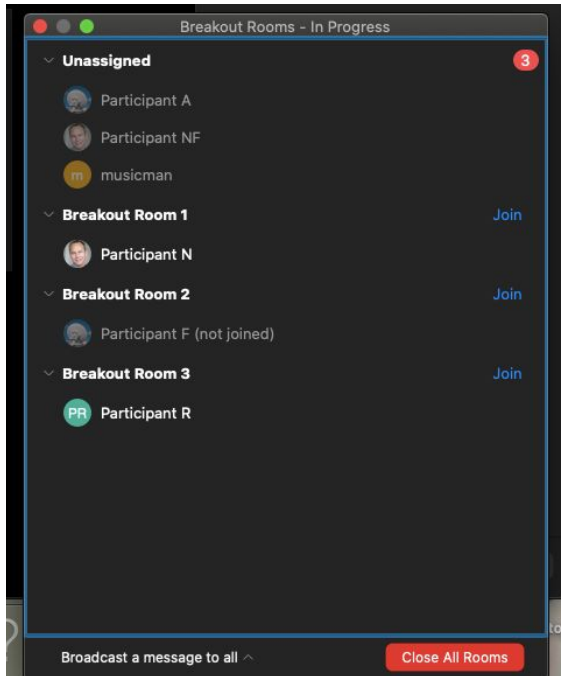 Breakout Rooms - In Progress
Unassigned 3
Participant A
Participant NF
m musicman
Breakout Room 1 Join
Participant N
Breakout Room 2 Join
Participant F (not joined)
Breakout Room 3 Join
PR Participant R
?
to
Broadcast a message to all
Close All Rooms